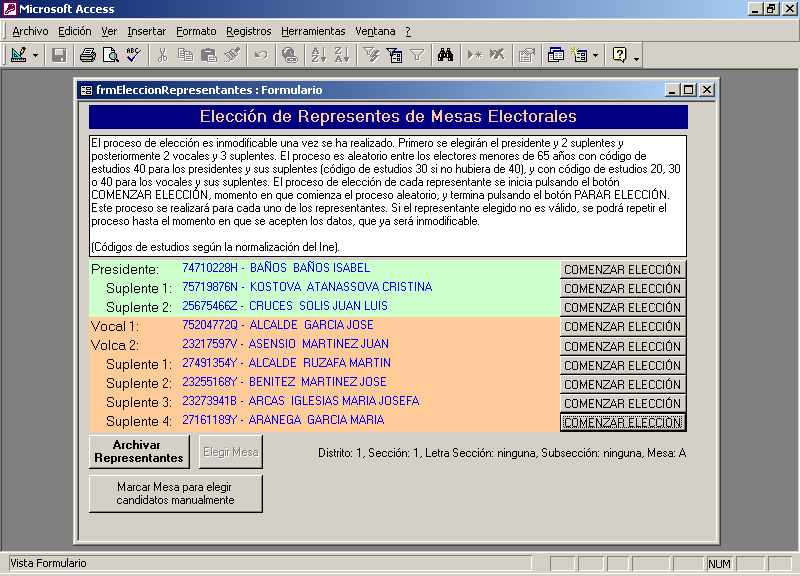 Microsoft Access
Archivo Edición Ver Insertar Formato Registros Herramientas Ventana ?
frmEleccionRepresentantes : Formulario
Elección de Represententes de Mesas Electorales
El proceso de elección es inmodificable una vez se ha realizado. Primero se elegirán el presidente y 2 suplentes y
posteriormente 2 vocales y 3 suplentes. El proceso es aleatorio entre los electores menores de 65 años con código de
estudios 40 para los presidentes y sus suplentes (código de estudios 30 si no hubiera de 40), y con código de estudios 20, 30
o 40 para los vocales y sus suplentes. El proceso de elección de cada representante se inicia pulsando el botón
COMENZAR ELECCIÓN, momento en que comienza el proceso aleatorio, y termina pulsando el botón PARAR ELECCIÓN.
Este proceso se realizará para cada uno de los representantes. Si el representante elegido no es válido, se podrá repetir el
proceso hasta el momento en que se acepten los datos, que ya será inmodificable.
(Códigos de estudios según la normalización del Ine).
Presidente: 74710228H - BAÑOS BAÑOS ISABEL COMENZAR ELECCIÓN
Suplente 1: 75719876N - KOSTOVA ATANASSOVA CRISTINA COMENZAR ELECCIÓN
Suplente 2: 25675466Z - CRUCES SOLIS JUAN LUIS COMENZAR ELECCIÓN
Vocal 1: 75204772Q - ALCALDE GARCIA JOSE COMENZAR ELECCIÓN
Volca 2: 23217597V - ASENSIO MARTINEZ JUAN COMENZAR ELECCIÓN
Suplente 1: 27491354Y - ALCALDE RUZAFA MARTIN COMENZAR ELECCIÓN
Suplente 2: 23255168Y - BENITEZ MARTINEZ JOSE COMENZAR ELECCIÓN
Suplente 3: 23273941B - ARCAS IGLESIAS MARIA JOSEFA COMENZAR ELECCIÓN
Suplente 4: 27161189Y - ARANEGA GARCIA MARIA COMENZAR ELECCIÓN
Archivar
Representantes
Elegir Mesa
Distrito: 1, Sección: 1, Letra Sección: ninguna, Subsección: ninguna, Mesa: A
Marcar Mesa para elegir
candidatos manualmente
Vista Formulario NUM